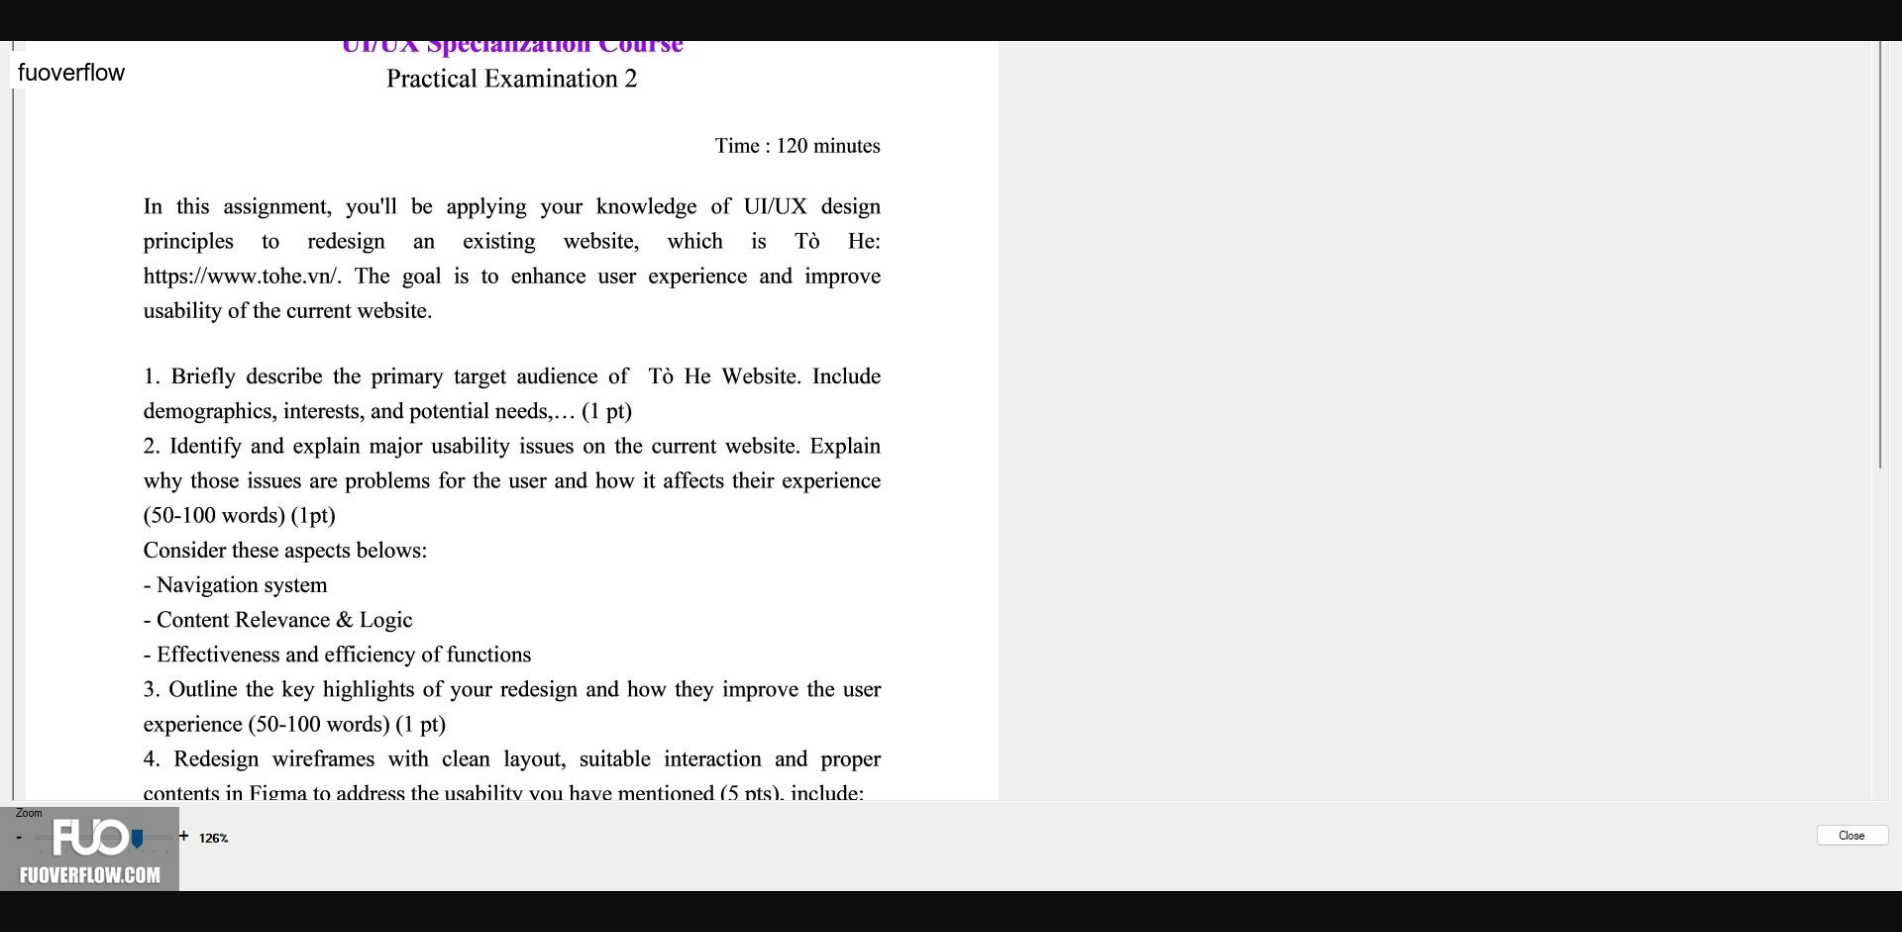 UI/UX Specialization Course
fuoverflow
Practical Examination 2
Time : 120 minutes
In this assignment, you'll be applying your knowledge of UI/UX design
principles to redesign an existing website, which is Tò He:
https://www.tohe.vn/. The goal is to enhance user experience and improve
usability of the current website.
1. Briefly describe the primary target audience of Tò He Website. Include
demographics, interests, and potential needs,… (1 pt)
2. Identify and explain major usability issues on the current website. Explain
why those issues are problems for the user and how it affects their experience
(50-100 words) (1pt)
Consider these aspects belows:
- Navigation system
- Content Relevance & Logic
- Effectiveness and efficiency of functions
3. Outline the key highlights of your redesign and how they improve the user
experience (50-100 words) (1 pt)
4. Redesign wireframes with clean layout, suitable interaction and proper
contents in Figma to address the usability you have mentioned (5 pts), include:
Zoom
- + 126%
Close
FUO
FUOVERFLOW.COM